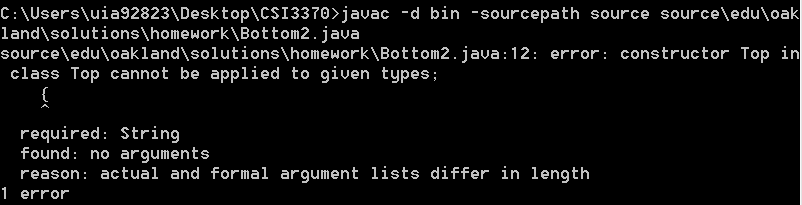 C:\Users\uia92823\Desktop\CSI3370>javac -d bin -sourcepath source source\edu\oak
land\solutions\homework\Bottom2.java
source\edu\oakland\solutions\homework\Bottom2.java:12: error: constructor Top in
 class Top cannot be applied to given types;
    {
    ^
  required: String
  found: no arguments
  reason: actual and formal argument lists differ in length
1 error